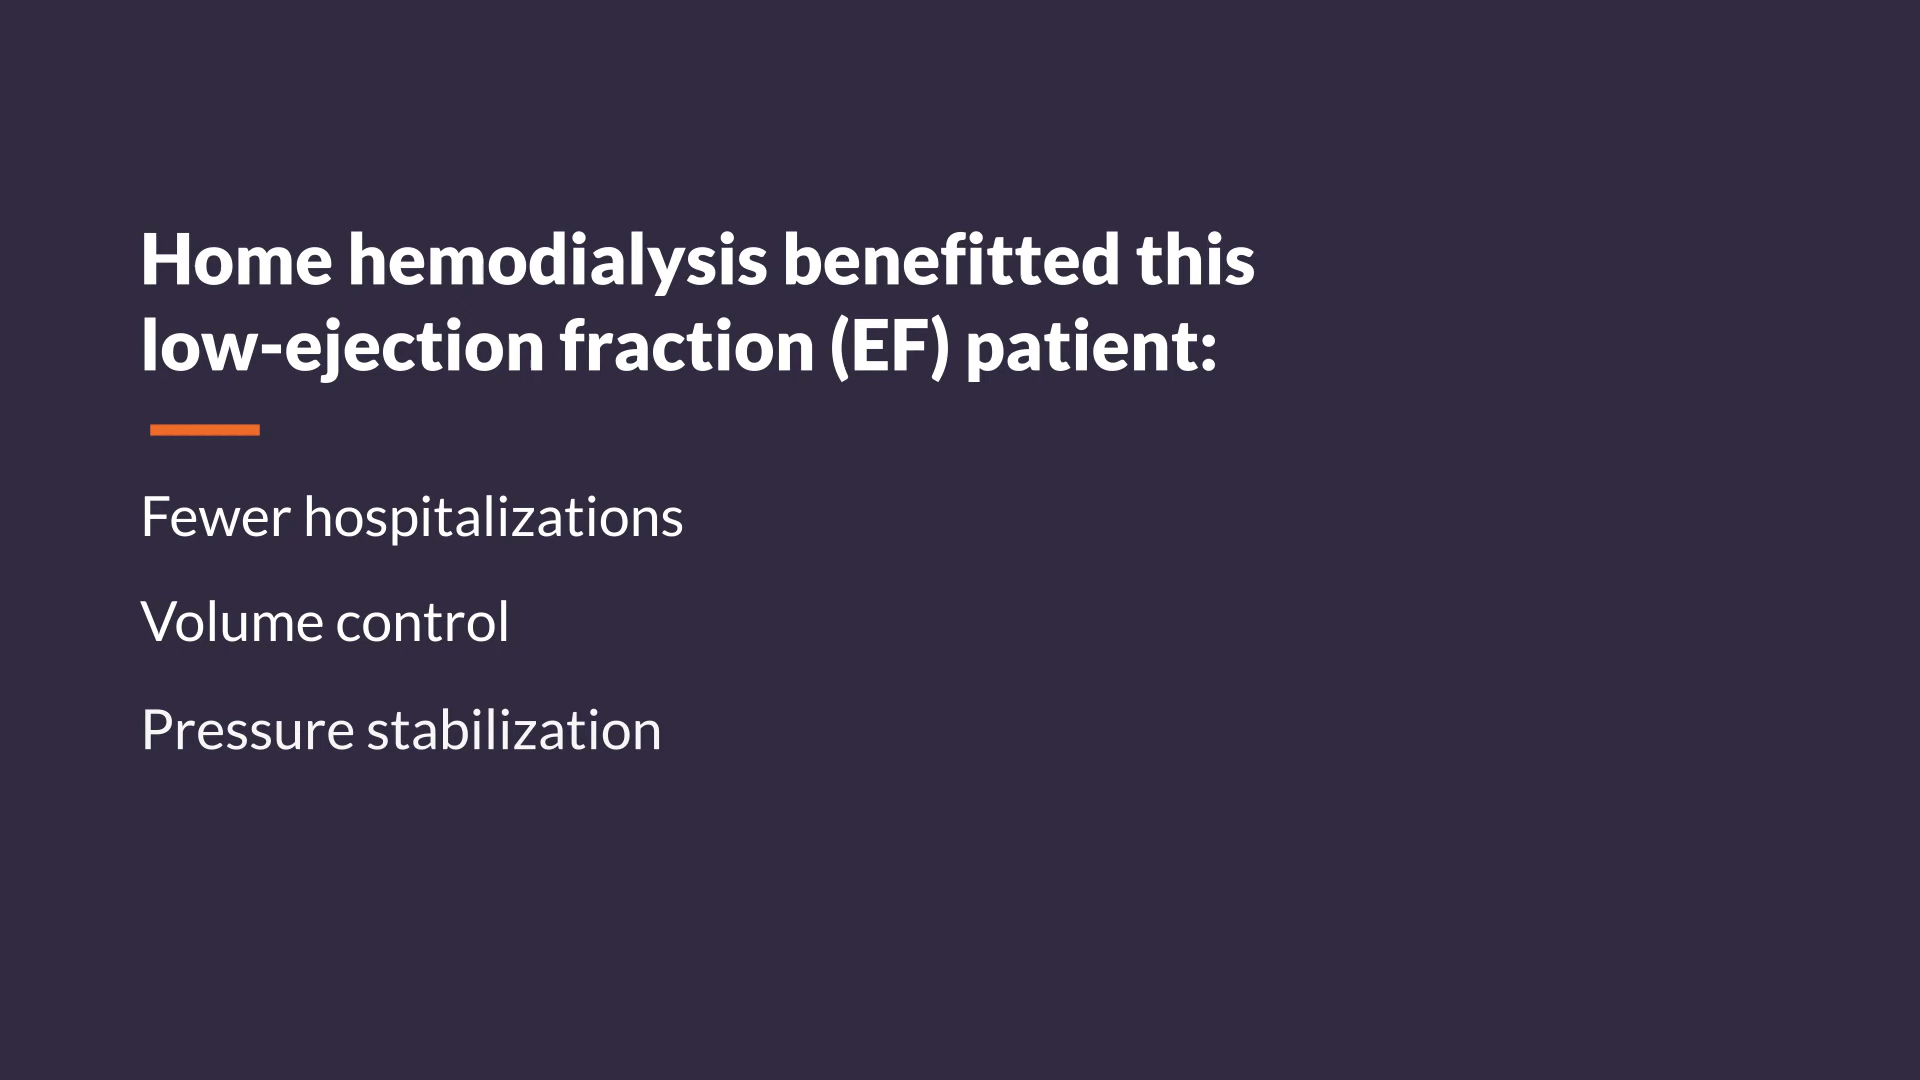 Home hemodialysis benefitted this
low-ejection fraction (EF) patient:
Fewer hospitalizations
Volume control
Pressure stabilization